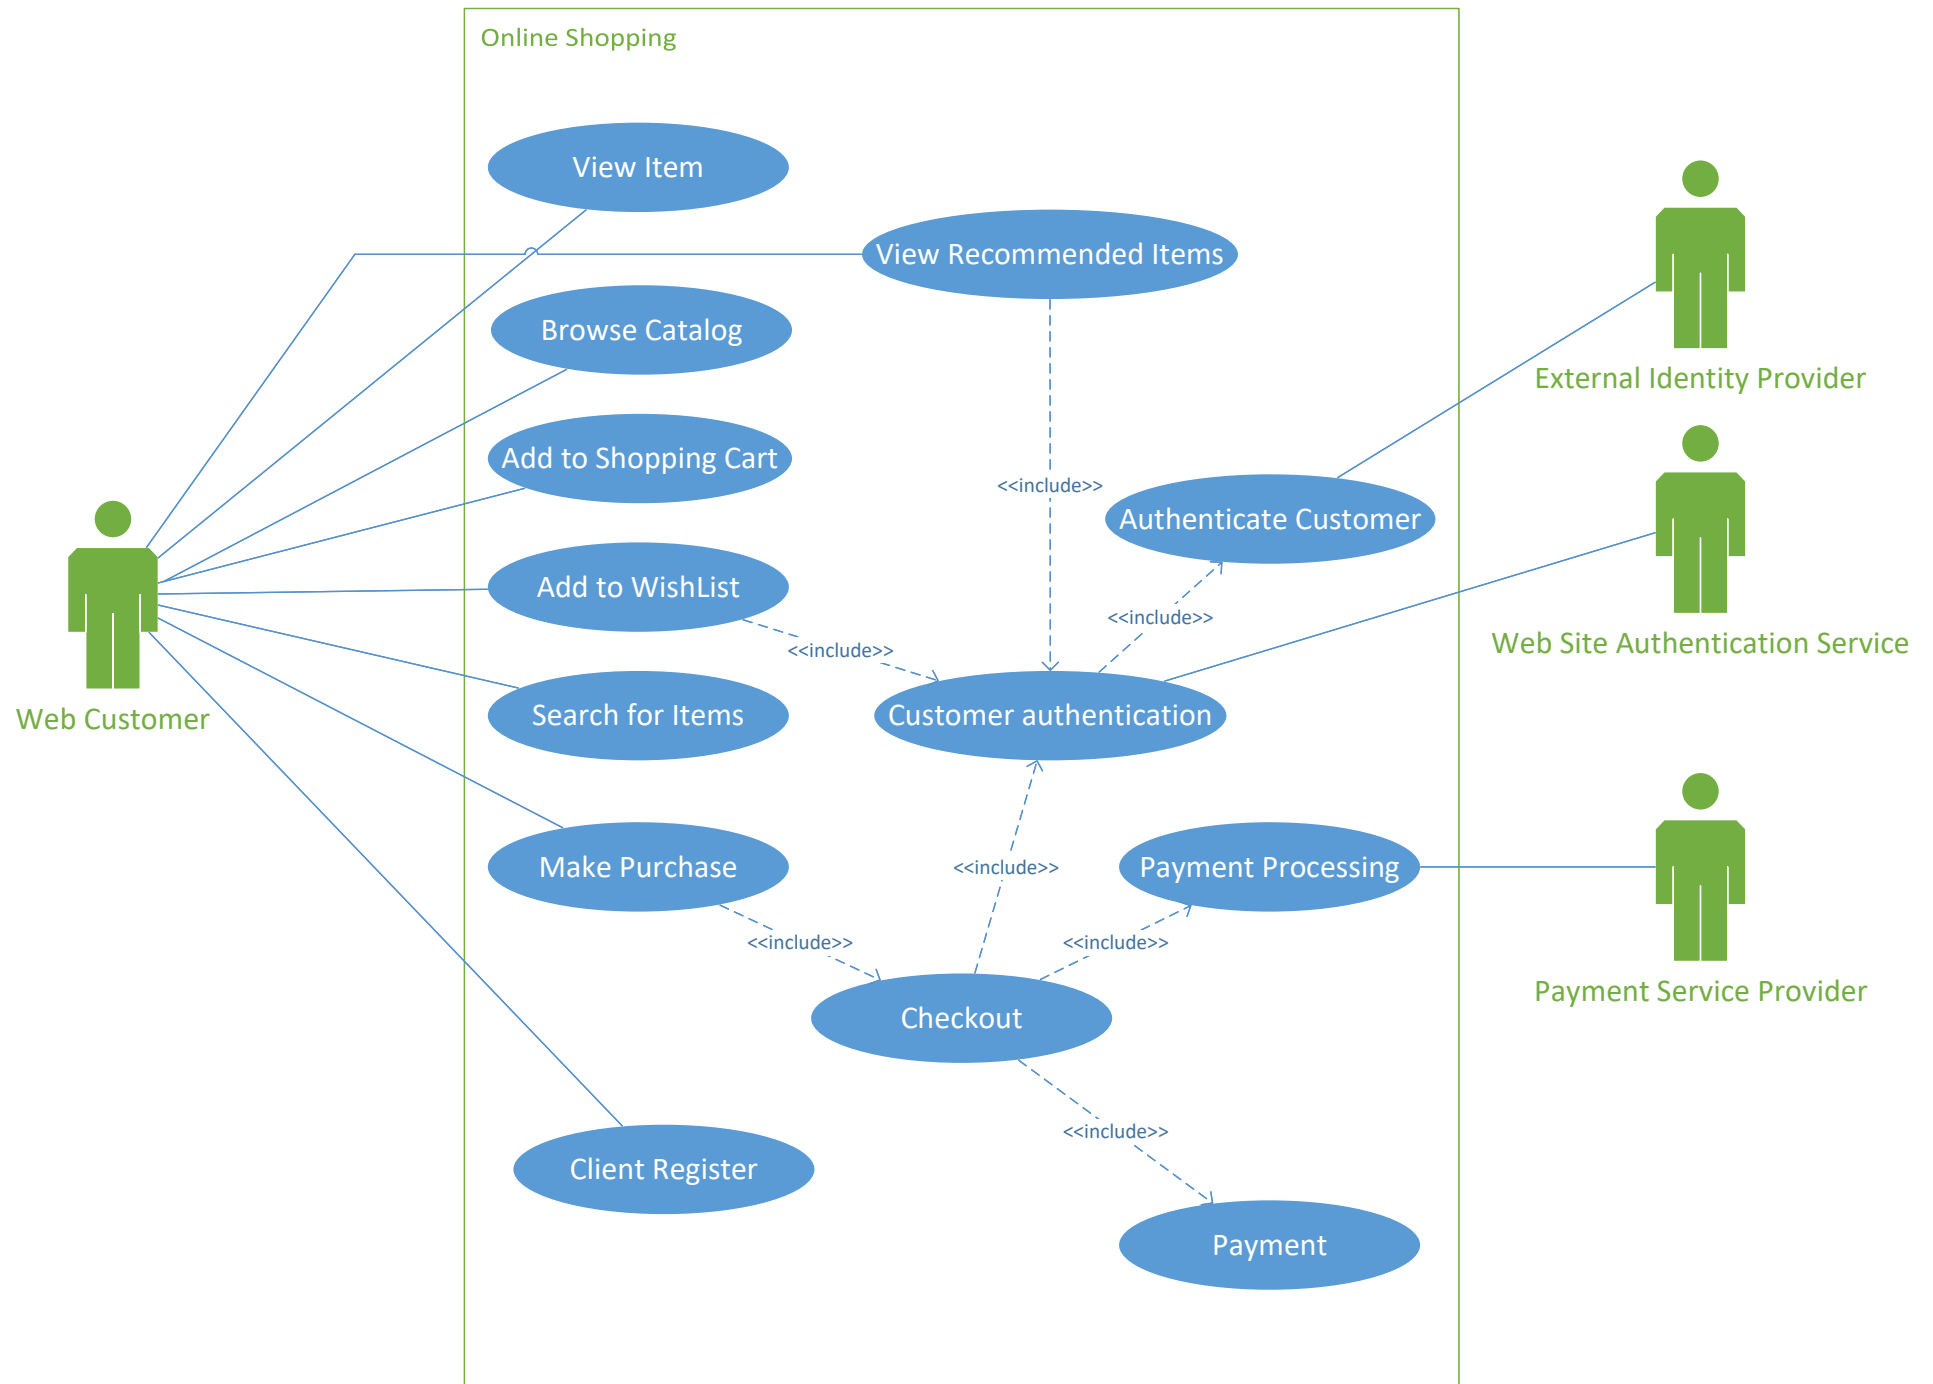 Online Shopping
View Item
View Recommended Items
Browse Catalog
External Identity Provider
Add to Shopping Cart
<<include>>
Authenticate Customer
Add to WishList
<<include>>
<<include>>
Web Site Authentication Service
Search for Items
Customer authentication
Web Customer
Make Purchase
<<include>>
Payment Processing
<<include>>
<<include>>
Payment Service Provider
Checkout
<<include>>
Client Register
Payment